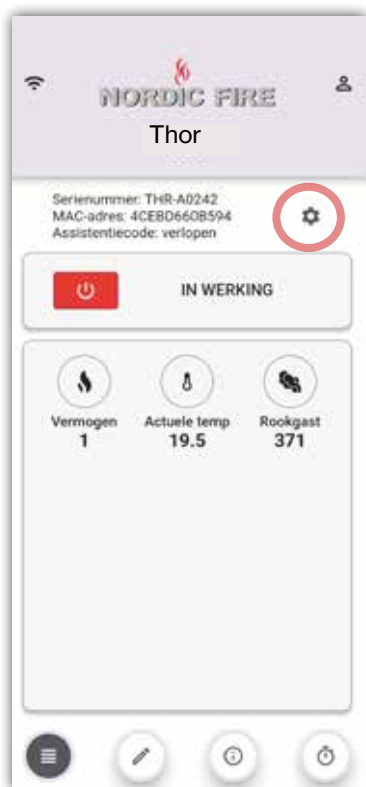 NORDIC FIRE
Thor
Serienummer: THR-A0242
MAC-adres: 4CEBD660B594
Assistentiecode: verlopen
IN WERKING
Vermogen Actuele temp Rookgast
1 19.5 371